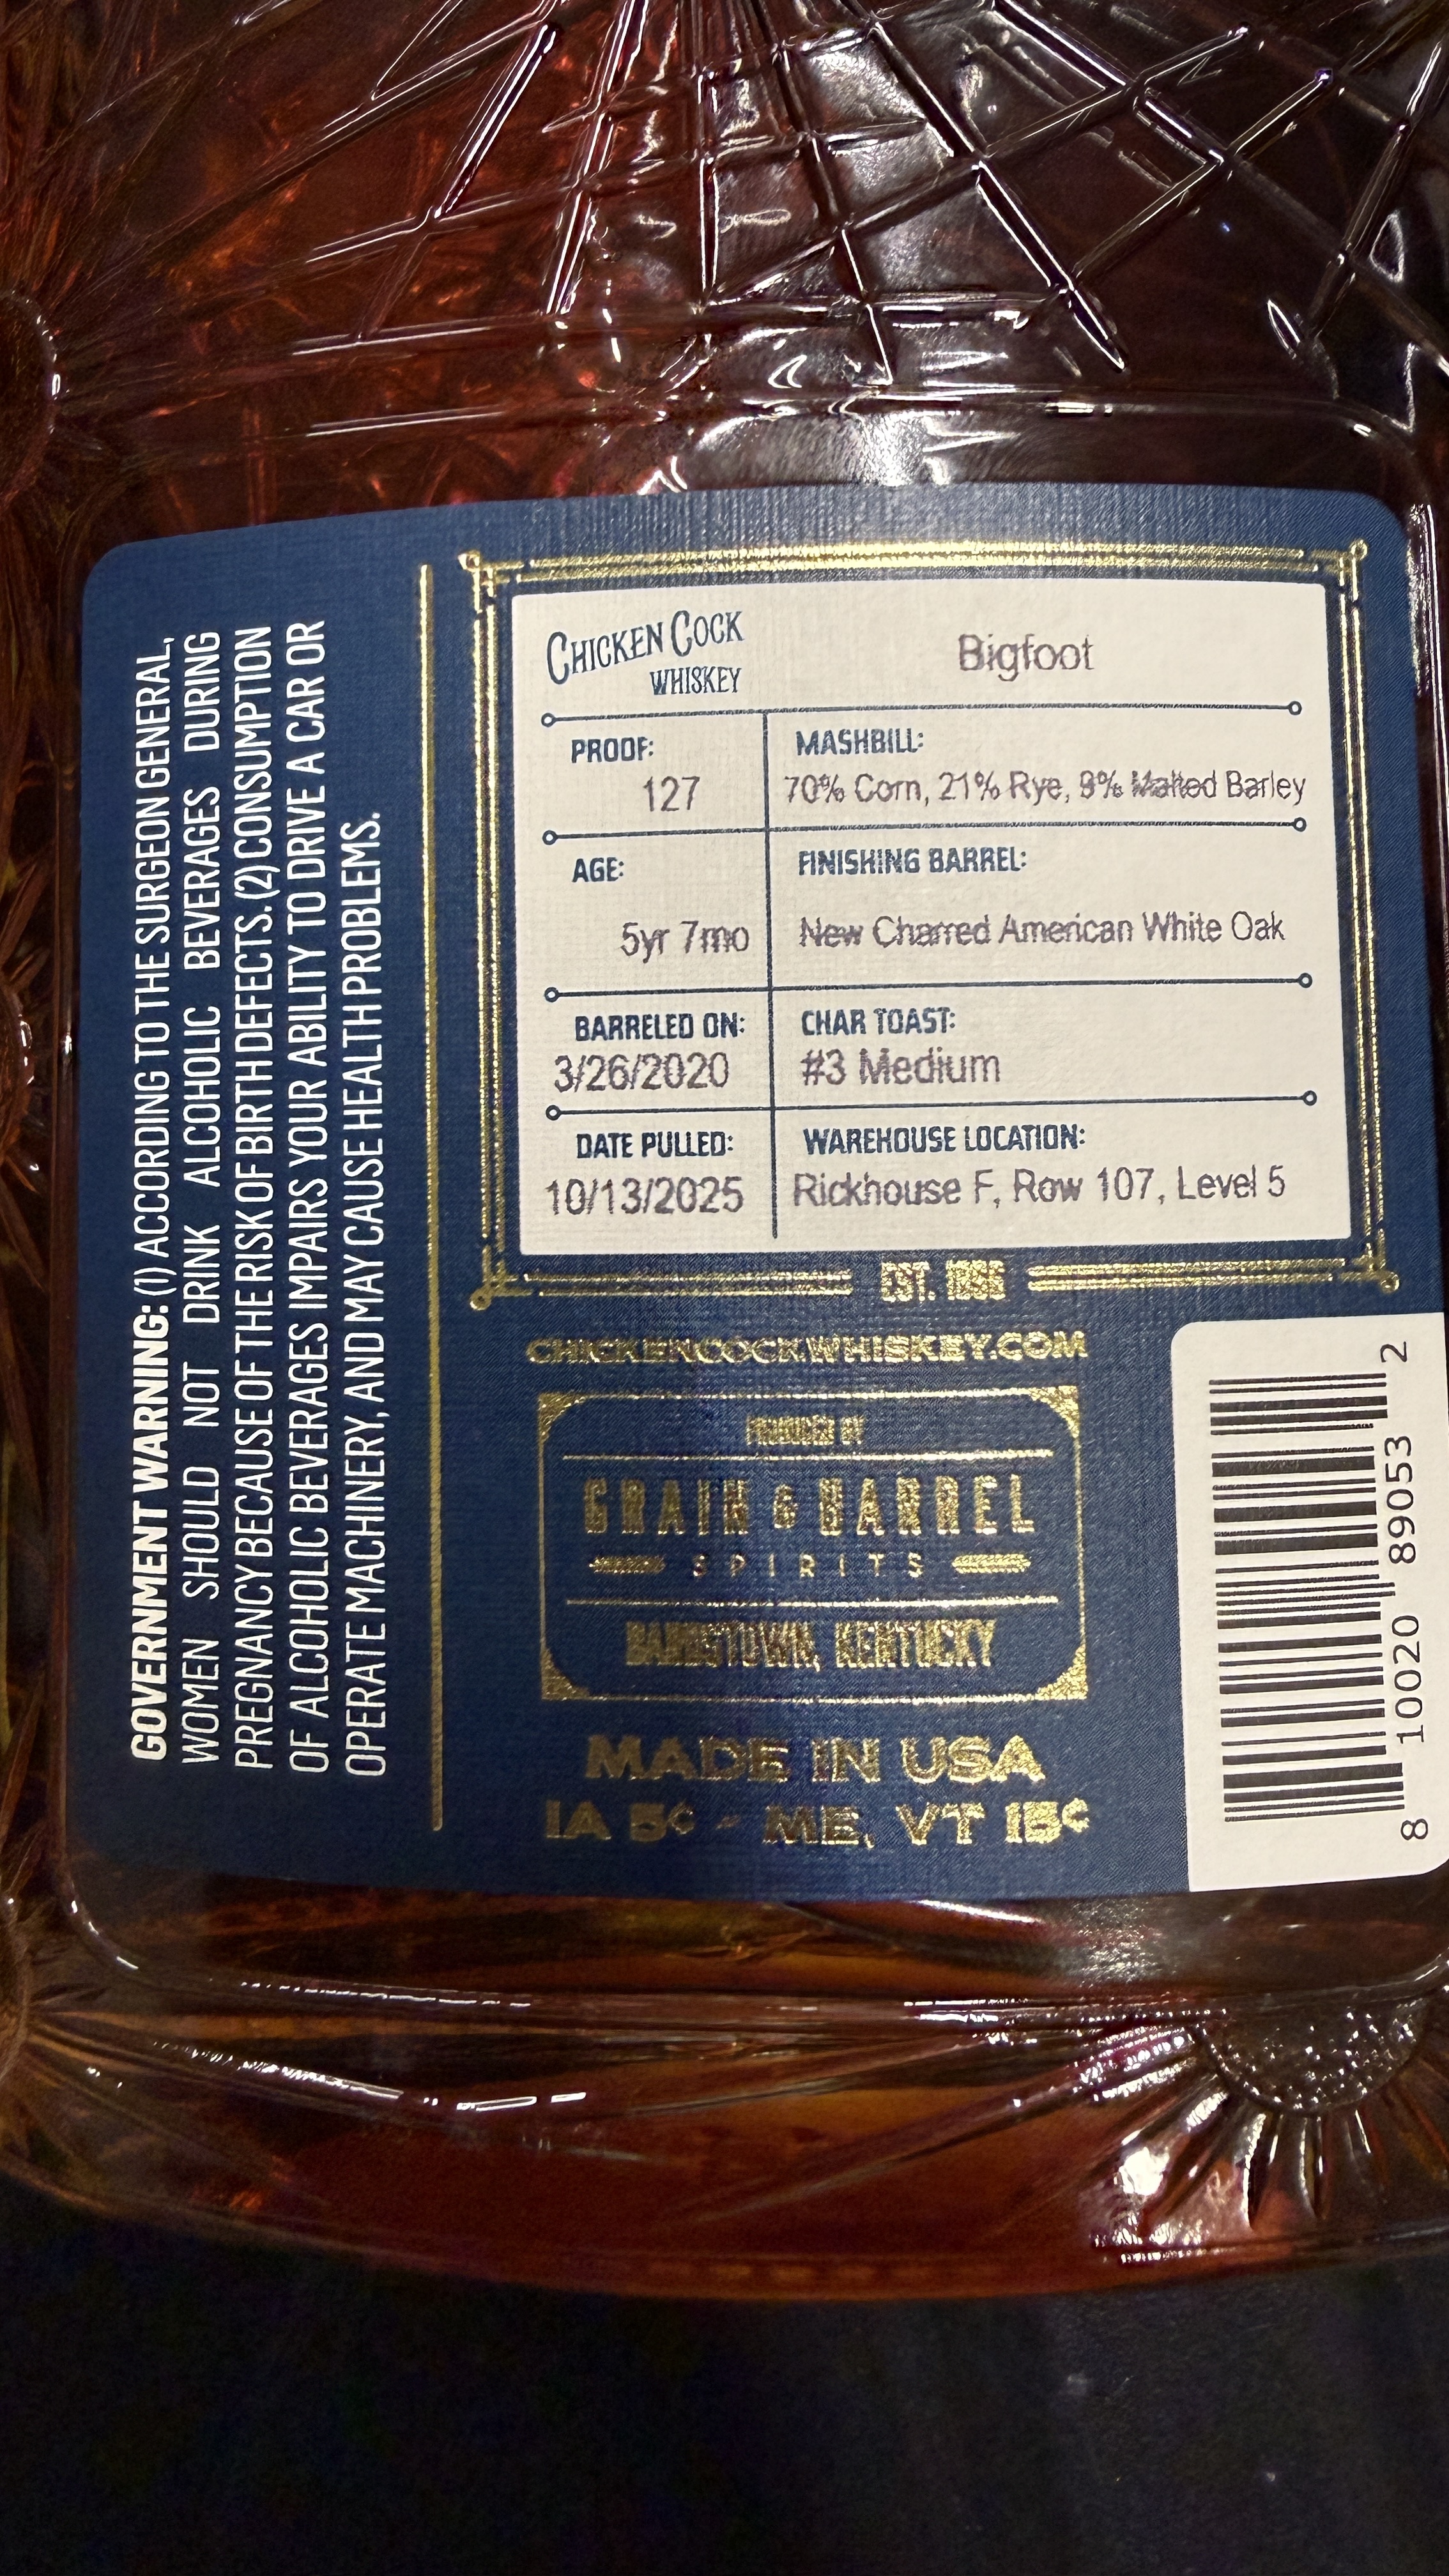 CHICKEN COCK
WHISKEY
Bigfoot
PROOF:
127
MASHBILL:
70% Corn, 21% Rye, 9% Malted Barley
AGE:
5yr 7mo
FINISHING BARREL:
New Charred American White Oak
BARRELED ON:
3/26/2020
CHAR TOAST:
#3 Medium
DATE PULLED:
10/13/2025
WAREHOUSE LOCATION:
Rickhouse F, Row 107, Level 5
EST. 1856
CHICKENCOCKWHISKEY.COM
PRODUCED BY
GRAIN & BARREL
SPIRITS
BARDSTOWN, KENTUCKY
MADE IN USA
IA 5¢ - ME, VT 15¢
GOVERNMENT WARNING: (1) ACCORDING TO THE SURGEON GENERAL,
WOMEN SHOULD NOT DRINK ALCOHOLIC BEVERAGES DURING
PREGNANCY BECAUSE OF THE RISK OF BIRTH DEFECTS. (2) CONSUMPTION
OF ALCOHOLIC BEVERAGES IMPAIRS YOUR ABILITY TO DRIVE A CAR OR
OPERATE MACHINERY, AND MAY CAUSE HEALTH PROBLEMS.
8 10020 89053 2